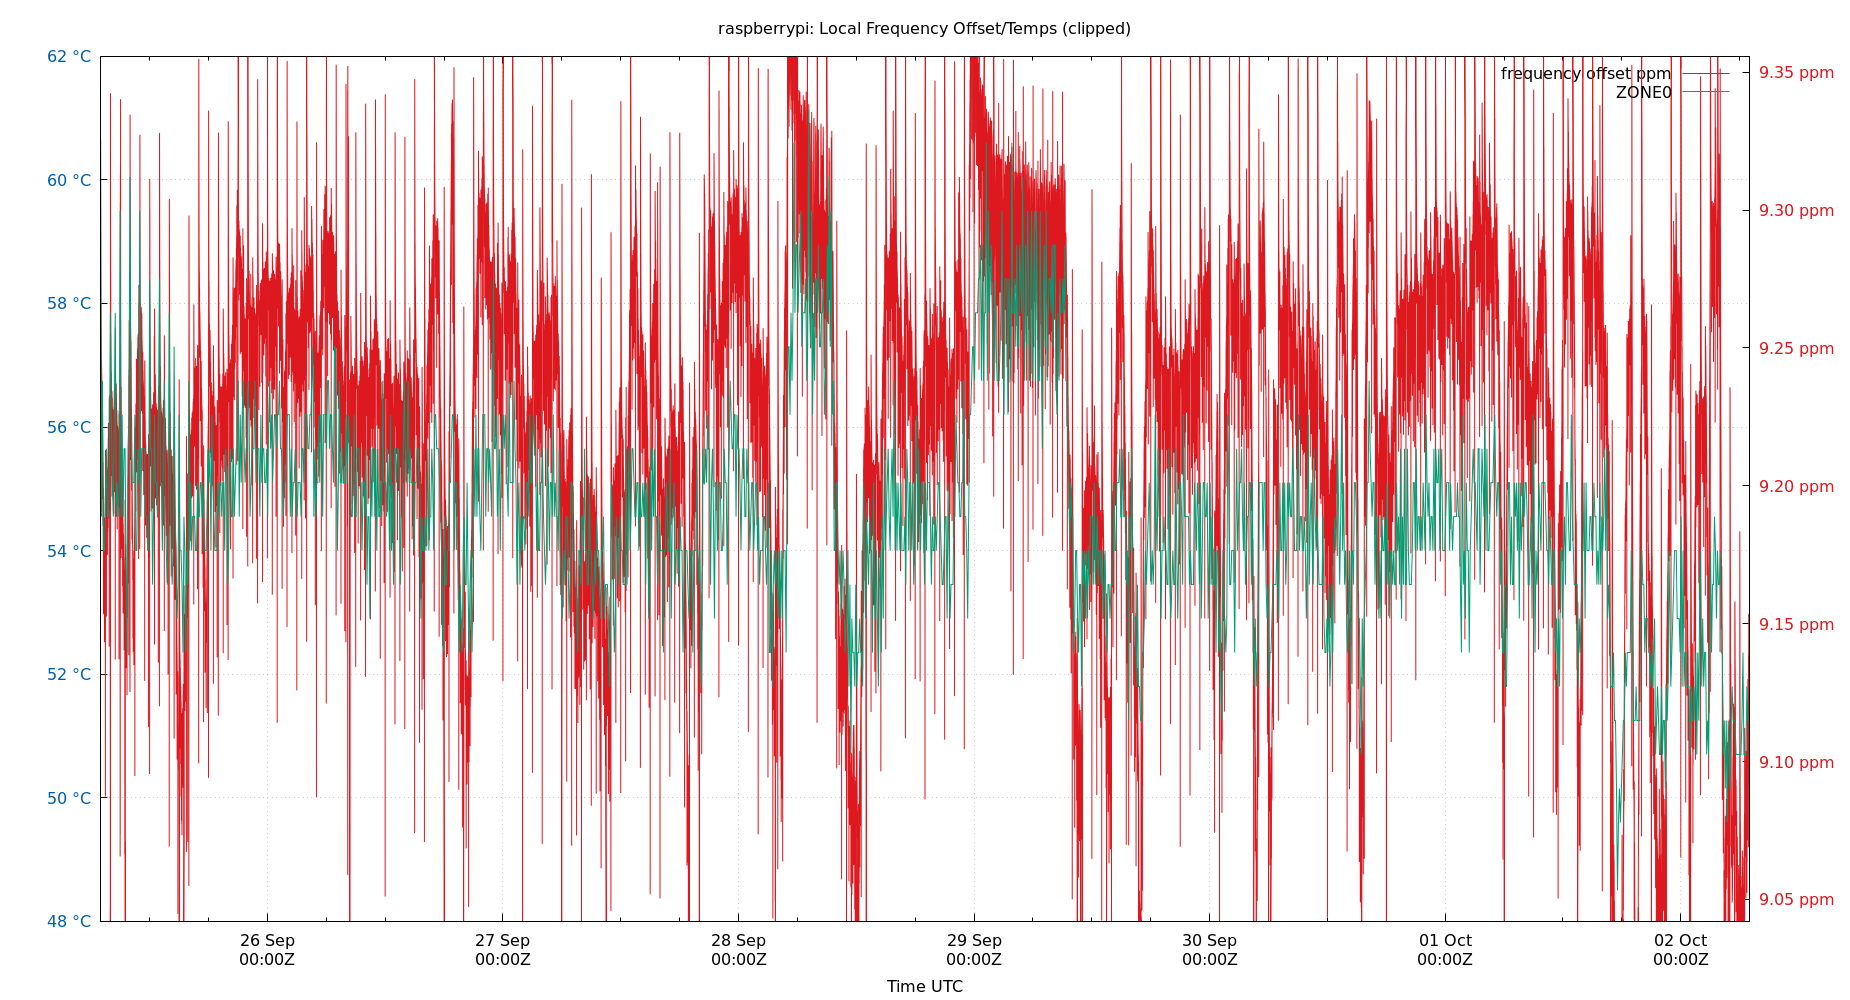 raspberrypi: Local Frequency Offset/Temps (clipped)
62 °C
60 °C
58 °C
56 °C
54 °C
52 °C
50 °C
48 °C
frequency offset ppm
ZONE0
9.35 ppm
9.30 ppm
9.25 ppm
9.20 ppm
9.15 ppm
9.10 ppm
9.05 ppm
26 Sep 27 Sep 28 Sep 29 Sep 30 Sep 01 Oct 02 Oct
00:00Z 00:00Z 00:00Z 00:00Z 00:00Z 00:00Z 00:00Z
Time UTC